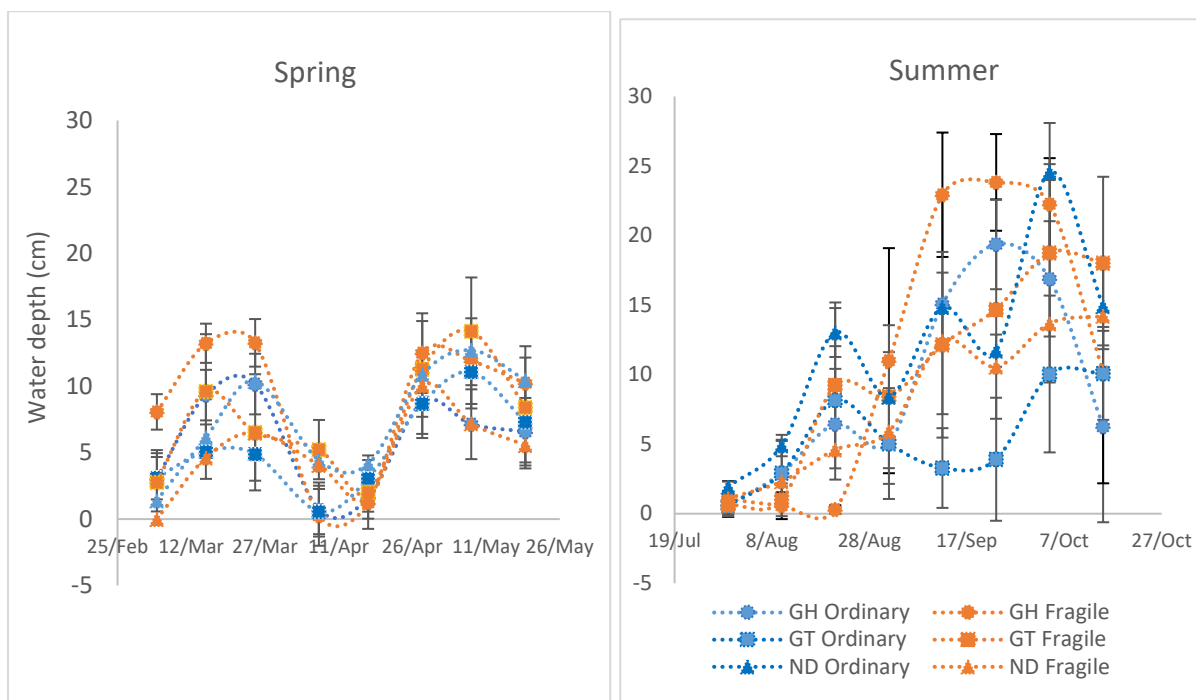 Spring
30
25
20
15
10
5
0
-5
Water depth (cm)
25/Feb 12/Mar 27/Mar 11/Apr 26/Apr 11/May 26/May
Summer
30
25
20
15
10
5
0
-5
19/Jul 8/Aug 28/Aug 17/Sep 7/Oct 27/Oct
GH Ordinary GH Fragile
GT Ordinary GT Fragile
ND Ordinary ND Fragile